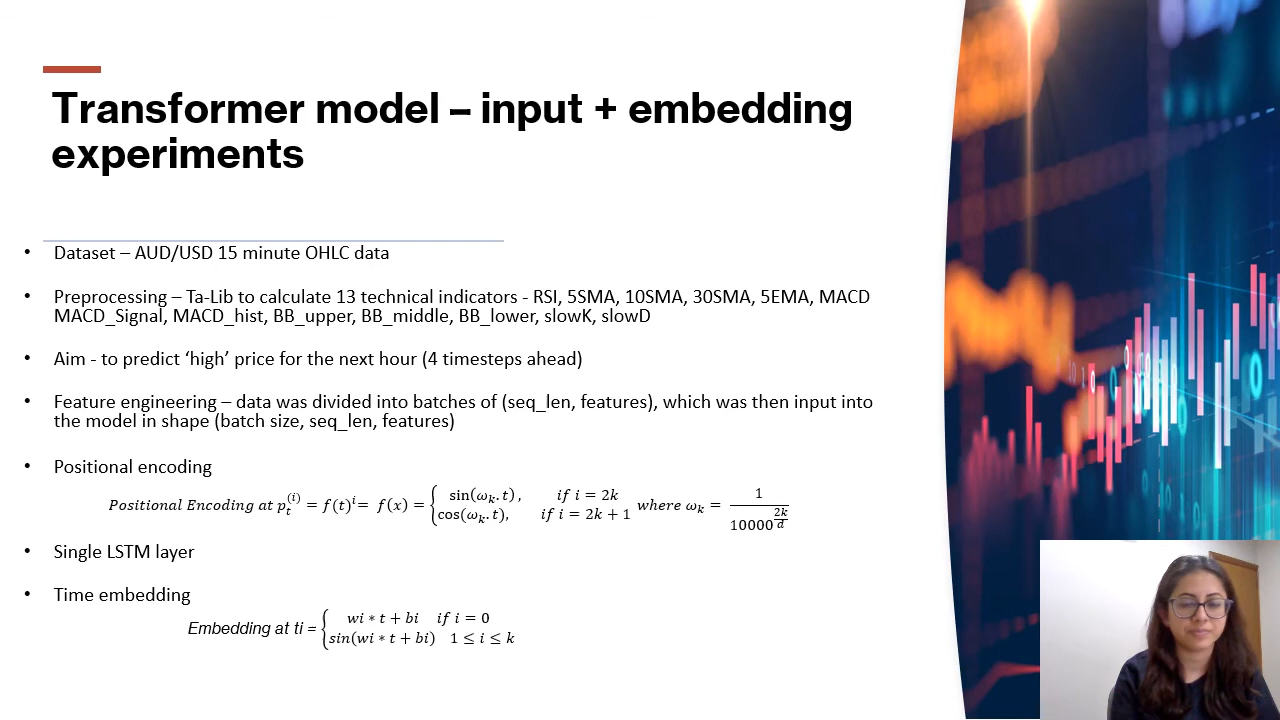 Transformer model – input + embedding
experiments
• Dataset – AUD/USD 15 minute OHLC data
• Preprocessing – Ta-Lib to calculate 13 technical indicators - RSI, 5SMA, 10SMA, 30SMA, 5EMA, MACD
MACD_Signal, MACD_hist, BB_upper, BB_middle, BB_lower, slowK, slowD
• Aim - to predict ‘high’ price for the next hour (4 timesteps ahead)
• Feature engineering – data was divided into batches of (seq_len, features), which was then input into
the model in shape (batch size, seq_len, features)
• Positional encoding
Positional Encoding at p_t^(i) = f(t)^i = f(x) = { sin(ω_k.t), if i = 2k
cos(ω_k.t), if i = 2k + 1 where ω_k = 1 / 10000^(2k/d)
• Single LSTM layer
• Time embedding
Embedding at ti = { wi ∗ t + bi if i = 0
sin(wi ∗ t + bi) 1 ≤ i ≤ k